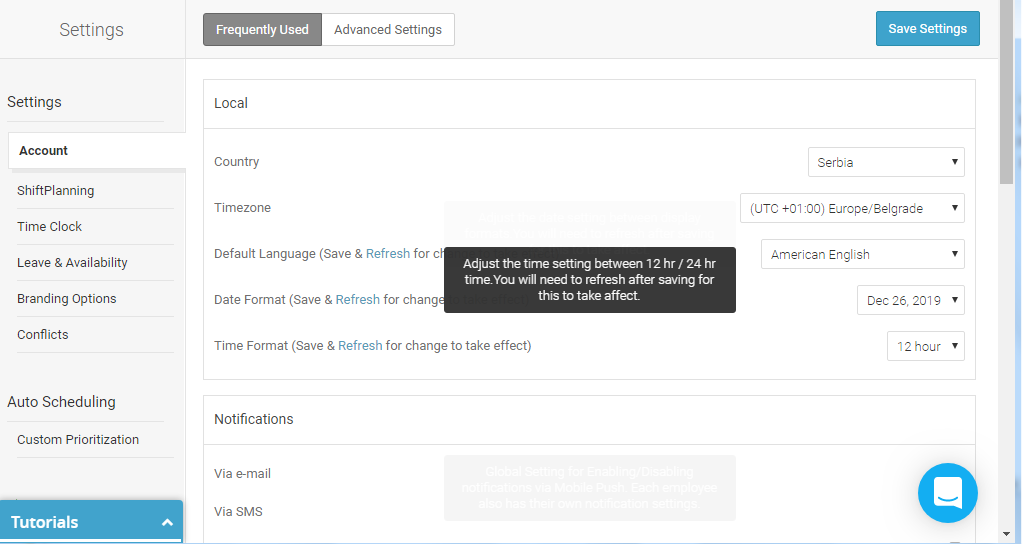 Settings
Frequently Used
Advanced Settings
Save Settings
Settings
Account
ShiftPlanning
Time Clock
Leave & Availability
Branding Options
Conflicts
Auto Scheduling
Custom Prioritization
Tutorials
Local
Country
Serbia
Timezone
(UTC +01:00) Europe/Belgrade
Default Language (Save & Refresh for
American English
Adjust the time setting between 12 hr / 24 hr
time.You will need to refresh after saving for
this to take affect.
Date Format (Save & Refresh for change
Dec 26, 2019
Time Format (Save & Refresh for change to take effect)
12 hour
Notifications
Via e-mail
Global Setting for Enabling/Disabling
notifications via Mobile Push. Each employee
also has their own notification settings.
Via SMS